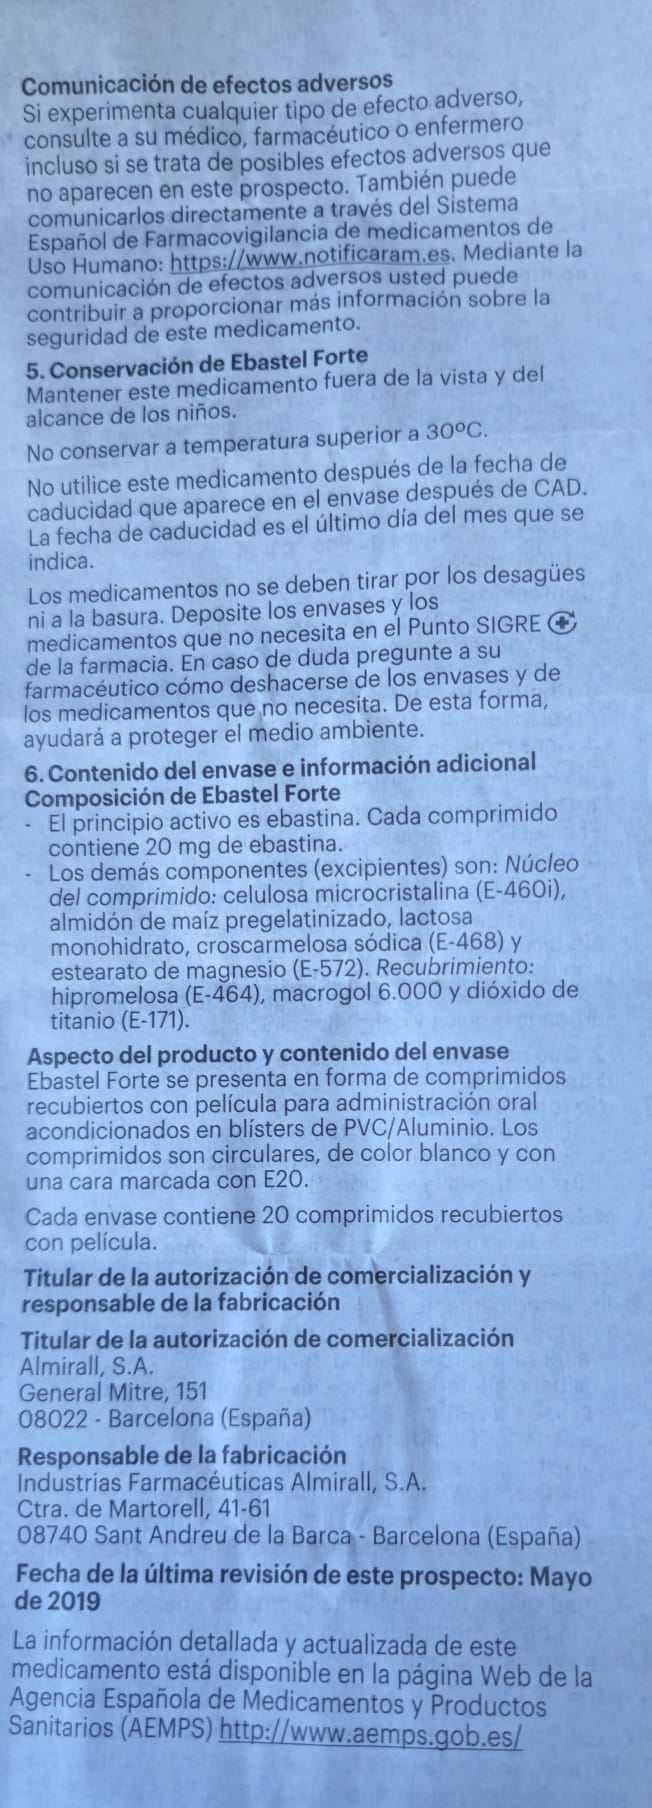 Comunicación de efectos adversos
Si experimenta cualquier tipo de efecto adverso,
consulte a su médico, farmacéutico o enfermero
incluso si se trata de posibles efectos adversos que
no aparecen en este prospecto. También puede
comunicarlos directamente a través del Sistema
Español de Farmacovigilancia de medicamentos de
Uso Humano: https://www.notificaram.es. Mediante la
comunicación de efectos adversos usted puede
contribuir a proporcionar más información sobre la
seguridad de este medicamento.
5. Conservación de Ebastel Forte
Mantener este medicamento fuera de la vista y del
alcance de los niños.
No conservar a temperatura superior a 30ºC.
No utilice este medicamento después de la fecha de
caducidad que aparece en el envase después de CAD.
La fecha de caducidad es el último día del mes que se
indica.
Los medicamentos no se deben tirar por los desagües
ni a la basura. Deposite los envases y los
medicamentos que no necesita en el Punto SIGRE
de la farmacia. En caso de duda pregunte a su
farmacéutico cómo deshacerse de los envases y de
los medicamentos que no necesita. De esta forma,
ayudará a proteger el medio ambiente.
6. Contenido del envase e información adicional
Composición de Ebastel Forte
- El principio activo es ebastina. Cada comprimido
contiene 20 mg de ebastina.
- Los demás componentes (excipientes) son: Núcleo
del comprimido: celulosa microcristalina (E-460i),
almidón de maíz pregelatinizado, lactosa
monohidrato, croscarmelosa sódica (E-468) y
estearato de magnesio (E-572). Recubrimiento:
hipromelosa (E-464), macrogol 6.000 y dióxido de
titanio (E-171).
Aspecto del producto y contenido del envase
Ebastel Forte se presenta en forma de comprimidos
recubiertos con película para administración oral
acondicionados en blísters de PVC/Aluminio. Los
comprimidos son circulares, de color blanco y con
una cara marcada con E20.
Cada envase contiene 20 comprimidos recubiertos
con película.
Titular de la autorización de comercialización y
responsable de la fabricación
Titular de la autorización de comercialización
Almirall, S.A.
General Mitre, 151
08022 - Barcelona (España)
Responsable de la fabricación
Industrias Farmacéuticas Almirall, S.A.
Ctra. de Martorell, 41-61
08740 Sant Andreu de la Barca - Barcelona (España)
Fecha de la última revisión de este prospecto: Mayo
de 2019
La información detallada y actualizada de este
medicamento está disponible en la página Web de la
Agencia Española de Medicamentos y Productos
Sanitarios (AEMPS) http://www.aemps.gob.es/